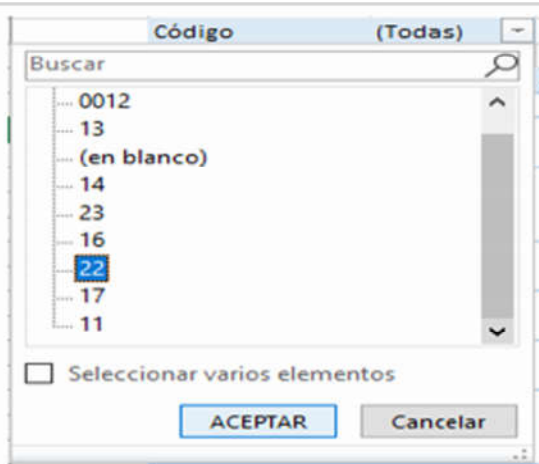 Código (Todas)
Buscar
0012
13
(en blanco)
14
23
16
22
17
11
Seleccionar varios elementos
ACEPTAR Cancelar